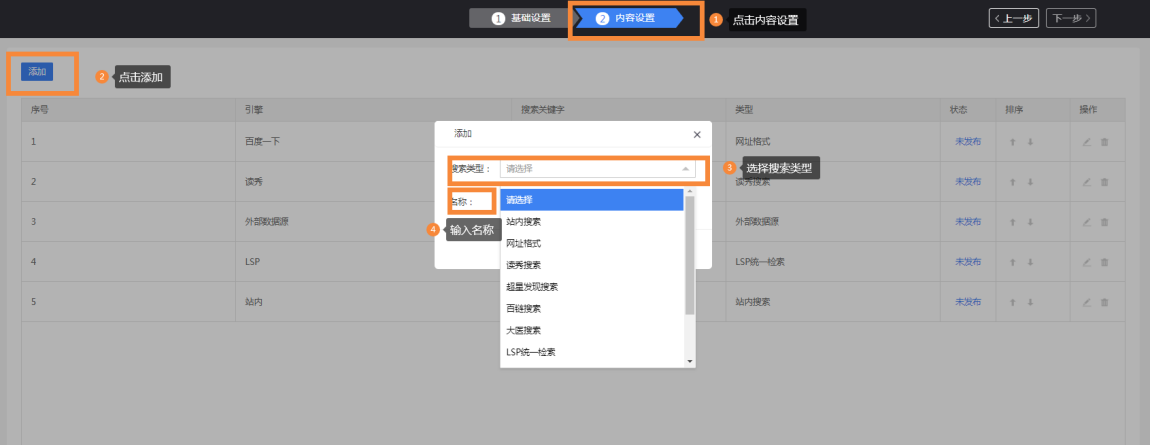 1 基础设置 2 内容设置 1 点击内容设置 上一步 下一步
添加 2 点击添加
序号 引擎 搜索关键字 类型 状态 排序 操作
添加
1 百度一下 网址格式 未发布
搜索类型： 请选择 3 选择搜索类型
2 读秀 读秀搜索 未发布
名称： 请选择
3 外部数据源 站内搜索 外部数据源 未发布
4 输入名称
网址格式
4 LSP 读秀搜索 LSP统一检索 未发布
超星发现搜索
5 站内 百链搜索 站内搜索 未发布
大医搜索
LSP统一检索